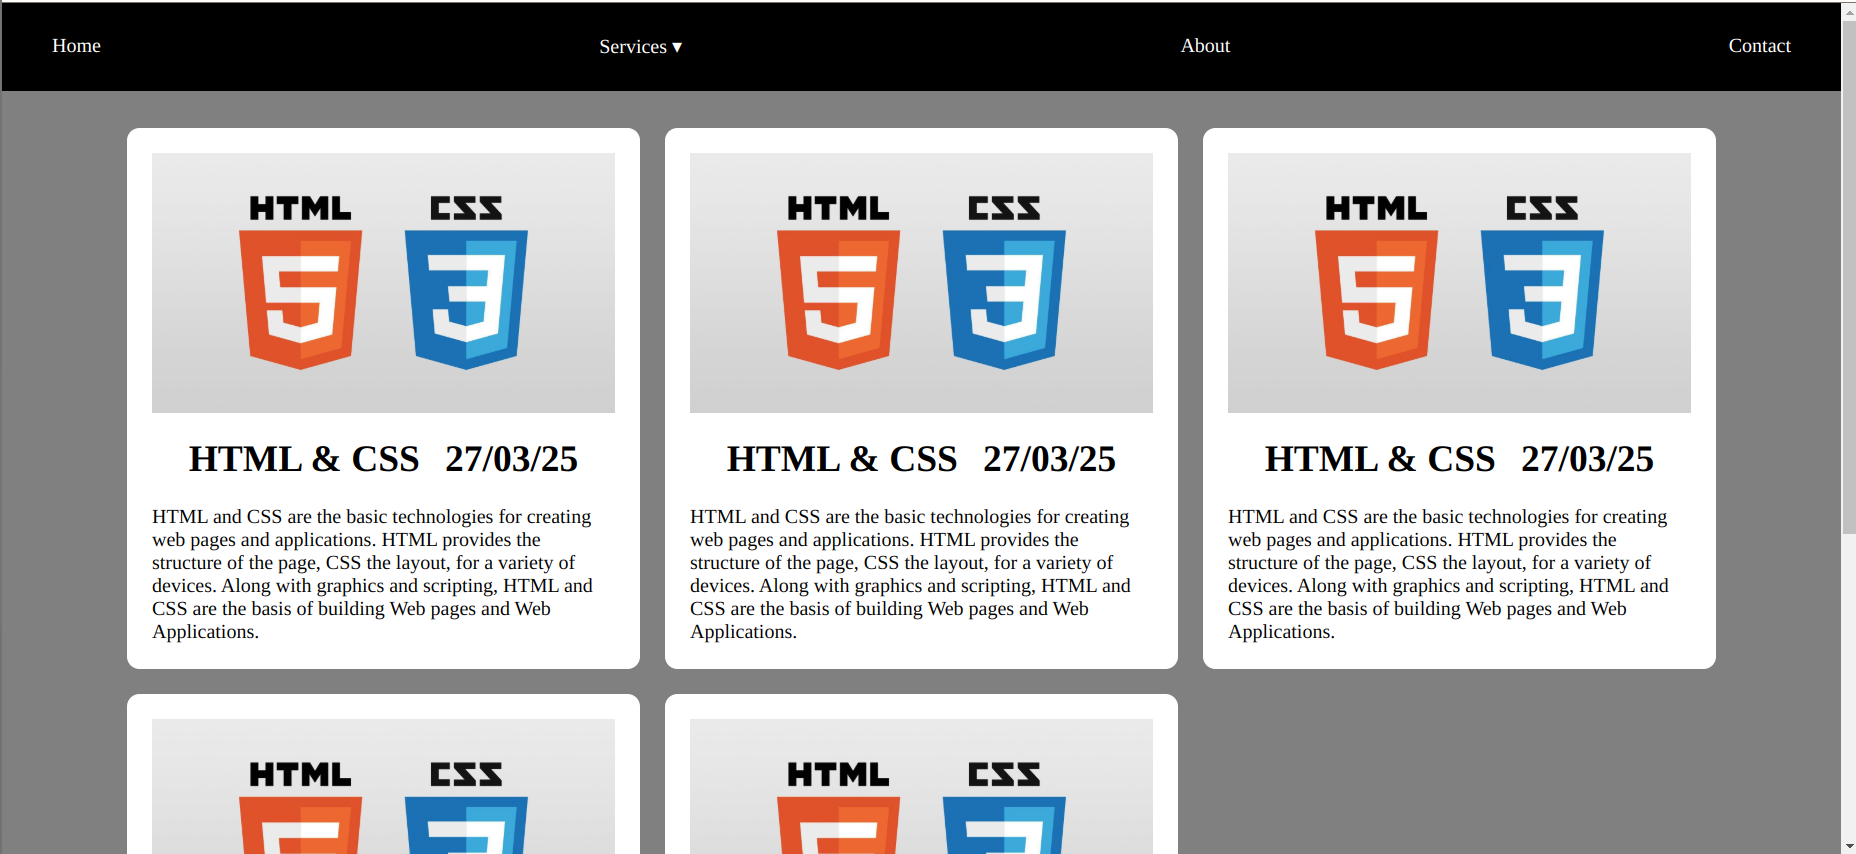 Home Services ▾ About Contact
HTML CSS HTML CSS HTML CSS
5 3 5 3 5 3
HTML & CSS 27/03/25
HTML and CSS are the basic technologies for creating
web pages and applications. HTML provides the
structure of the page, CSS the layout, for a variety of
devices. Along with graphics and scripting, HTML and
CSS are the basis of building Web pages and Web
Applications.
HTML & CSS 27/03/25
HTML and CSS are the basic technologies for creating
web pages and applications. HTML provides the
structure of the page, CSS the layout, for a variety of
devices. Along with graphics and scripting, HTML and
CSS are the basis of building Web pages and Web
Applications.
HTML & CSS 27/03/25
HTML and CSS are the basic technologies for creating
web pages and applications. HTML provides the
structure of the page, CSS the layout, for a variety of
devices. Along with graphics and scripting, HTML and
CSS are the basis of building Web pages and Web
Applications.
HTML CSS HTML CSS
5 3 5 3